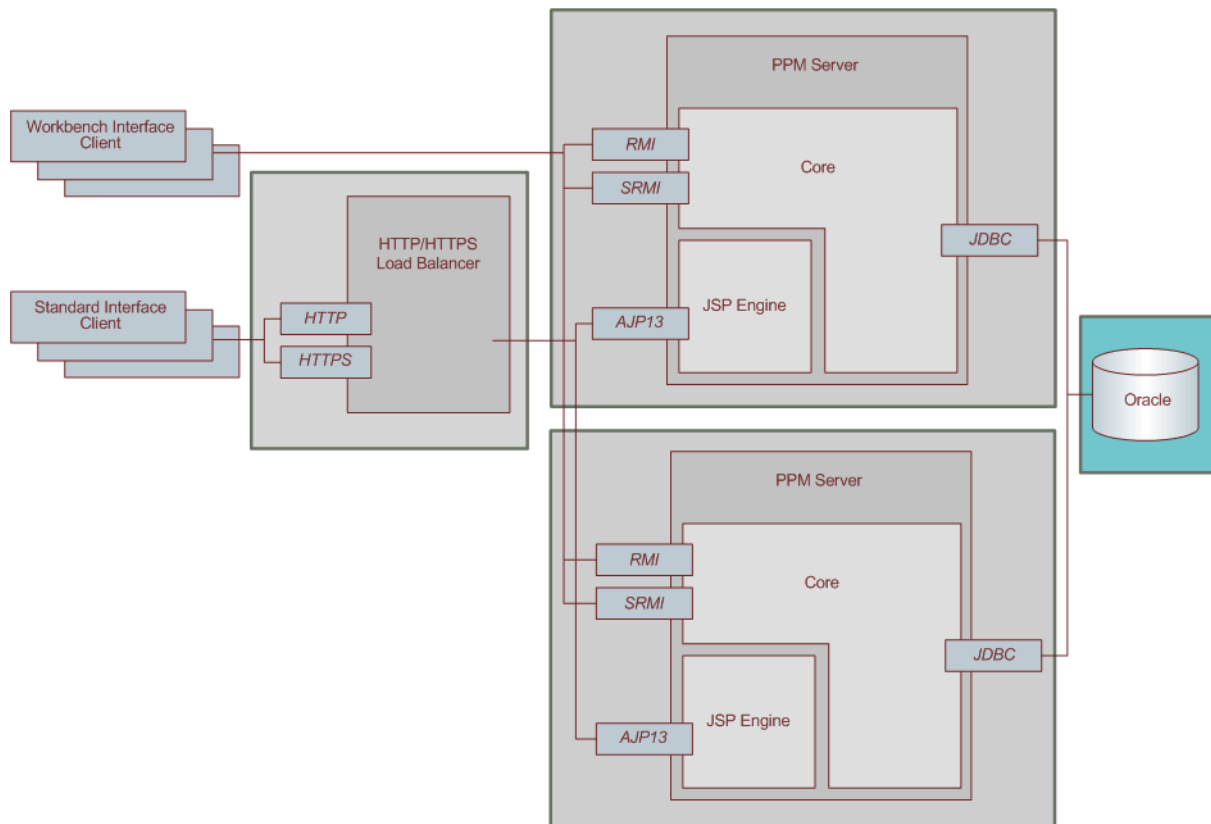 PPM Server
Workbench Interface
Client
RMI
Core
SRMI
HTTP/HTTPS
Load Balancer
JDBC
JSP Engine
Standard Interface
Client
HTTP
AJP13
HTTPS
Oracle
PPM Server
RMI
Core
SRMI
JDBC
JSP Engine
AJP13